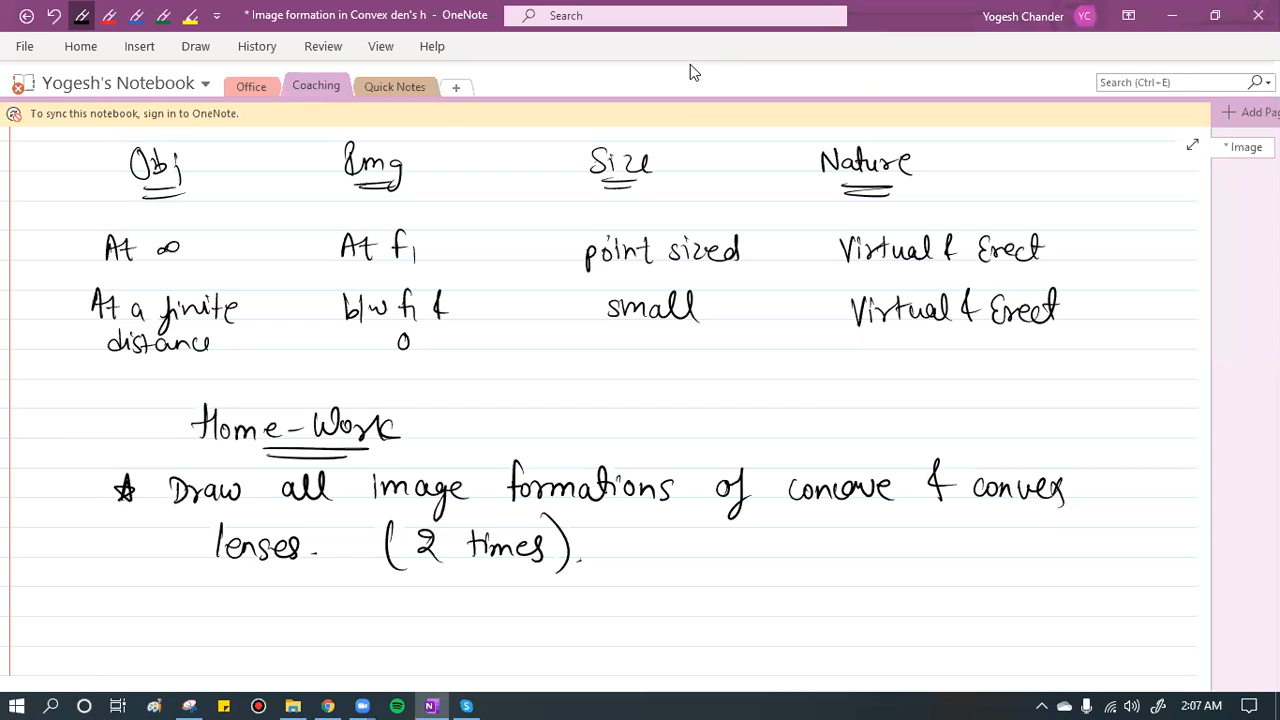 * Image formation in Convex den's h - OneNote
Search
Yogesh Chander
YC
File Home Insert Draw History Review View Help
Yogesh's Notebook
Office Coaching Quick Notes +
Search (Ctrl+E)
To sync this notebook, sign in to OneNote.
Add Pag
* Image
Obj Img Size Nature
At ∞ At f1 point sized Virtual & Erect
At a finite b/w f1 & small Virtual & Erect
distance O
Home-Work
☆ Draw all image formations of concave & convex
lenses. (2 times).
2:07 AM